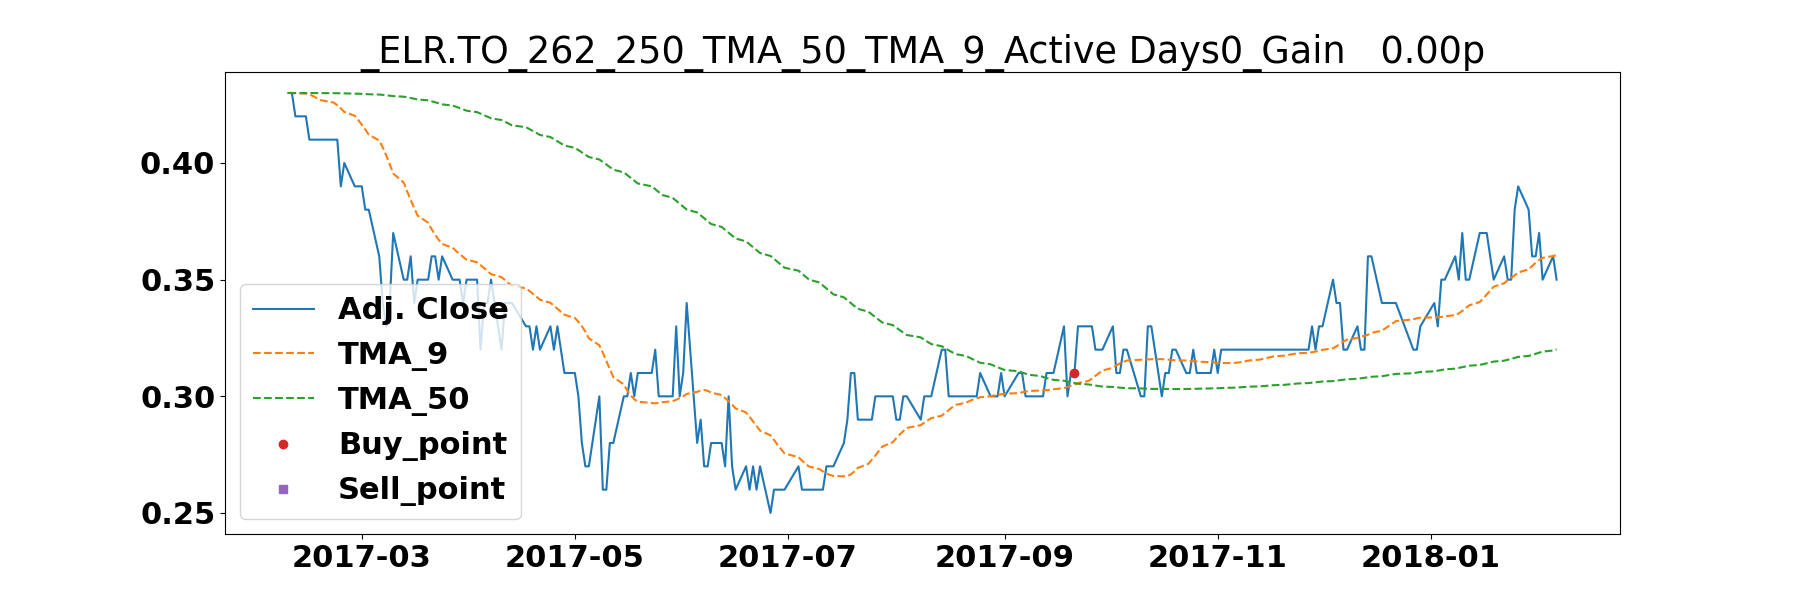 _ELR.TO_262_250_TMA_50_TMA_9_Active Days0_Gain   0.00p
0.40
0.35
0.30
0.25
Adj. Close
TMA_9
TMA_50
Buy_point
Sell_point
2017-03 2017-05 2017-07 2017-09 2017-11 2018-01